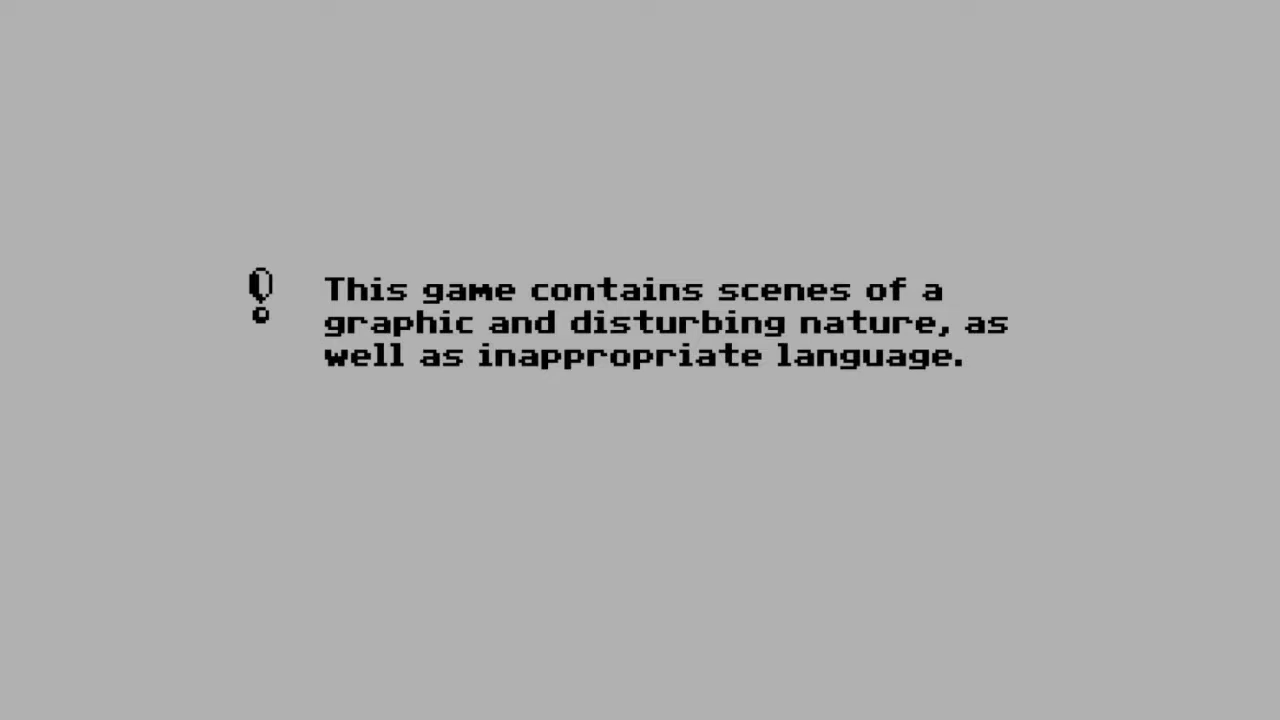 This game contains scenes of a
graphic and disturbing nature, as
well as inappropriate language.